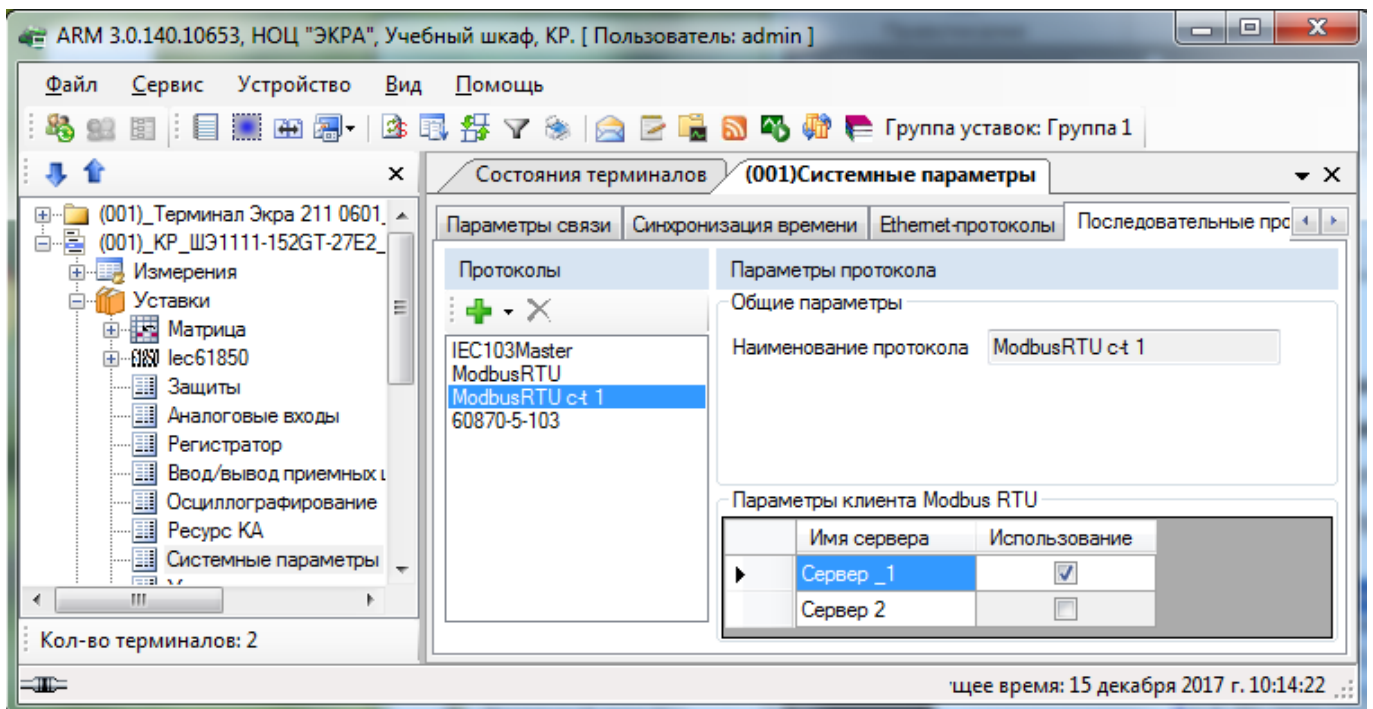 ARM 3.0.140.10653, НОЦ "ЭКРА", Учебный шкаф, КР. [ Пользователь: admin ]
Файл Сервис Устройство Вид Помощь
Группа уставок: Группа 1
Состояния терминалов (001)Системные параметры
(001)_Терминал Экра 211 0601_
(001)_КР_ШЭ1111-152GT-27E2_
Измерения
Уставки
Матрица
Iec61850
Защиты
Аналоговые входы
Регистратор
Ввод/вывод приемных ц
Осциллографирование
Ресурс КА
Системные параметры
Кол-во терминалов: 2
Параметры связи Синхронизация времени Ethernet-протоколы Последовательные прс
Протоколы
IEC103Master
ModbusRTU
ModbusRTU c-t 1
60870-5-103
Параметры протокола
Общие параметры
Наименование протокола ModbusRTU c-t 1
Параметры клиента Modbus RTU
Имя сервера Использование
Сервер _1
Сервер 2
щее время: 15 декабря 2017 г. 10:14:22